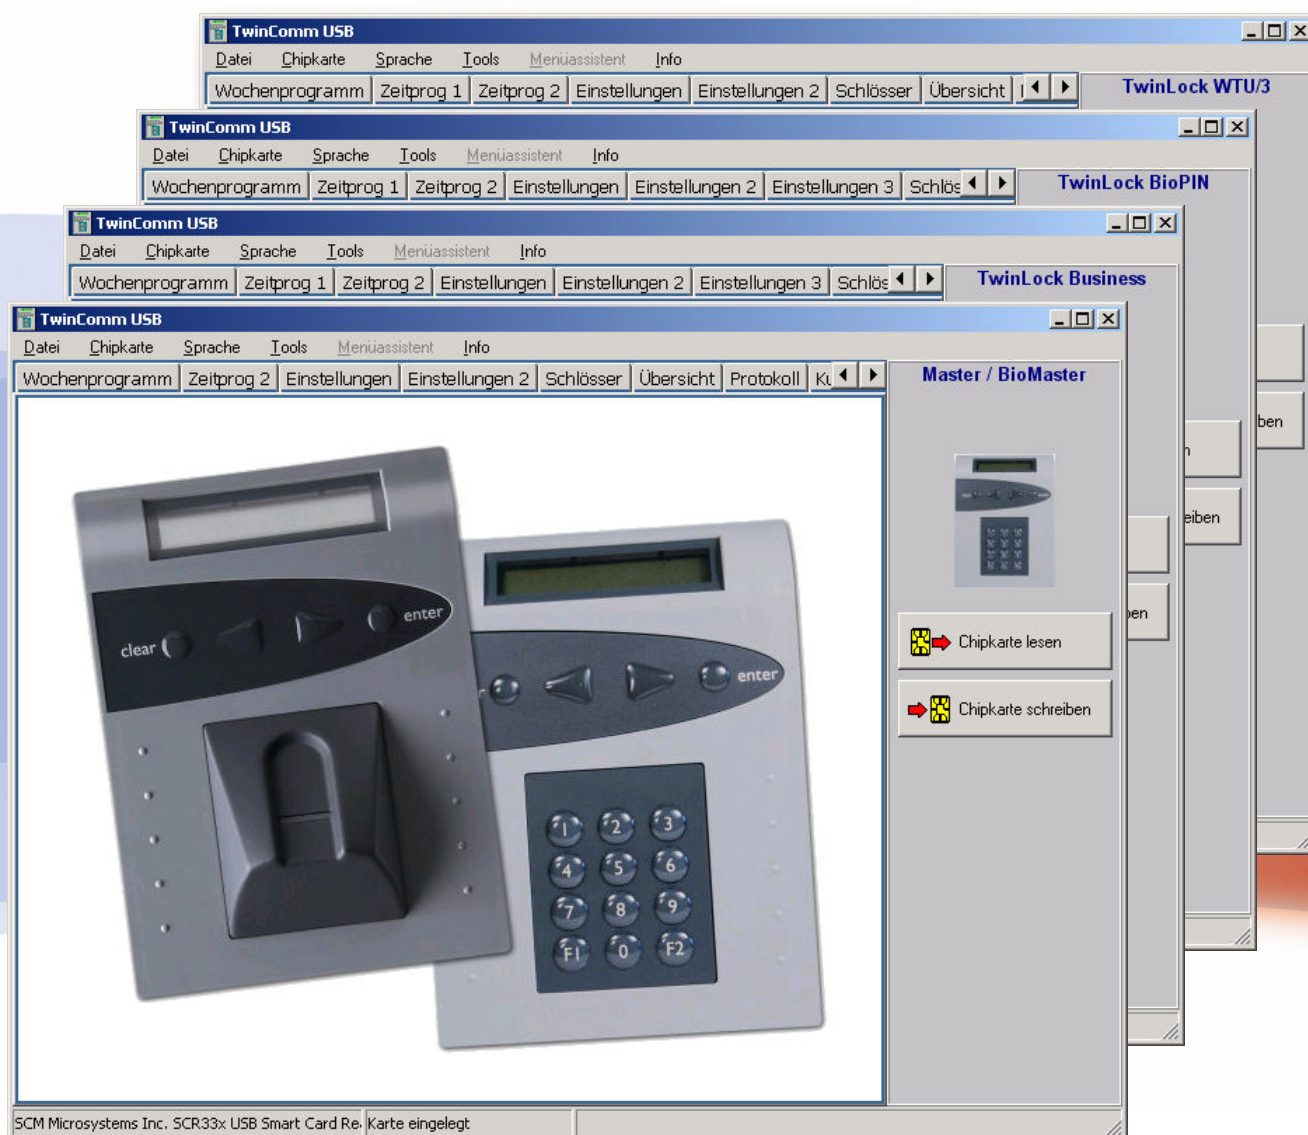 TwinComm USB
Datei Chipkarte Sprache Tools Menüassistent Info
Wochenprogramm Zeitprog 1 Zeitprog 2 Einstellungen Einstellungen 2 Schlösser Übersicht
TwinLock WTU/3
TwinComm USB
Datei Chipkarte Sprache Tools Menüassistent Info
Wochenprogramm Zeitprog 1 Zeitprog 2 Einstellungen Einstellungen 2 Einstellungen 3 Schlös
TwinLock BioPIN
TwinComm USB
Datei Chipkarte Sprache Tools Menüassistent Info
Wochenprogramm Zeitprog 1 Zeitprog 2 Einstellungen Einstellungen 2 Einstellungen 3 Schlös
TwinLock Business
TwinComm USB
Datei Chipkarte Sprache Tools Menüassistent Info
Wochenprogramm Zeitprog 2 Einstellungen Einstellungen 2 Schlösser Übersicht Protokoll Ku
Master / BioMaster
ben
eiben
ben
clear enter
r enter
1 2 3
4 5 6
7 8 9
F1 0 F2
Chipkarte lesen
Chipkarte schreiben
SCM Microsystems Inc. SCR33x USB Smart Card Re Karte eingelegt